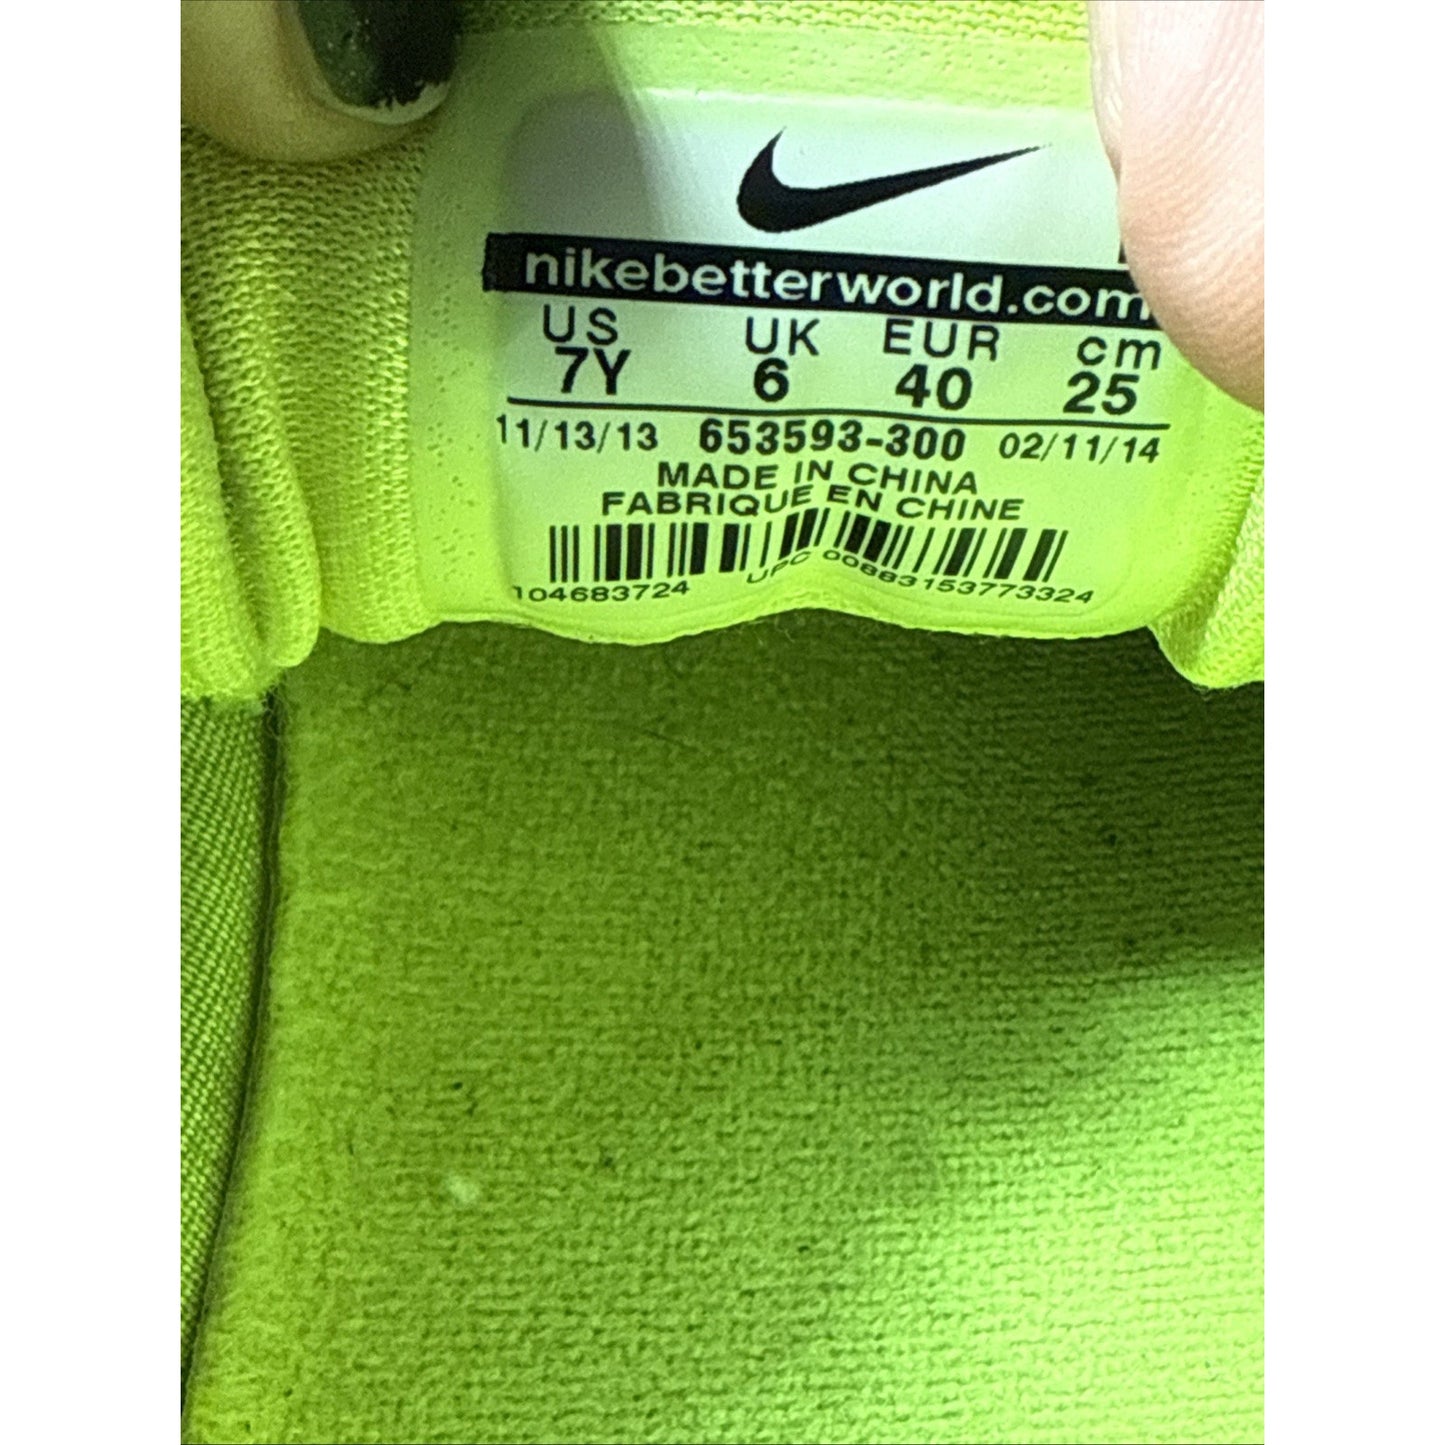 nikebetterworld.com
US UK EUR cm
7Y 6 40 25
11/13/13 653593-300 02/11/14
MADE IN CHINA
FABRIQUE EN CHINE
104683724 UPC 00883153773324